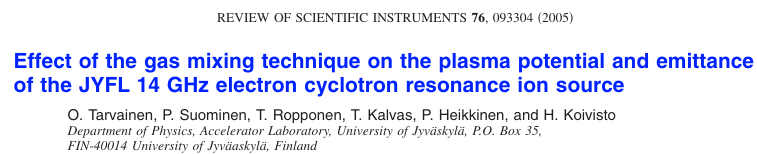 REVIEW OF SCIENTIFIC INSTRUMENTS 76, 093304 (2005)
Effect of the gas mixing technique on the plasma potential and emittance
of the JYFL 14 GHz electron cyclotron resonance ion source
O. Tarvainen, P. Suominen, T. Ropponen, T. Kalvas, P. Heikkinen, and H. Koivisto
Department of Physics, Accelerator Laboratory, University of Jyväskylä, P.O. Box 35,
FIN-40014 University of Jyväaskylä, Finland